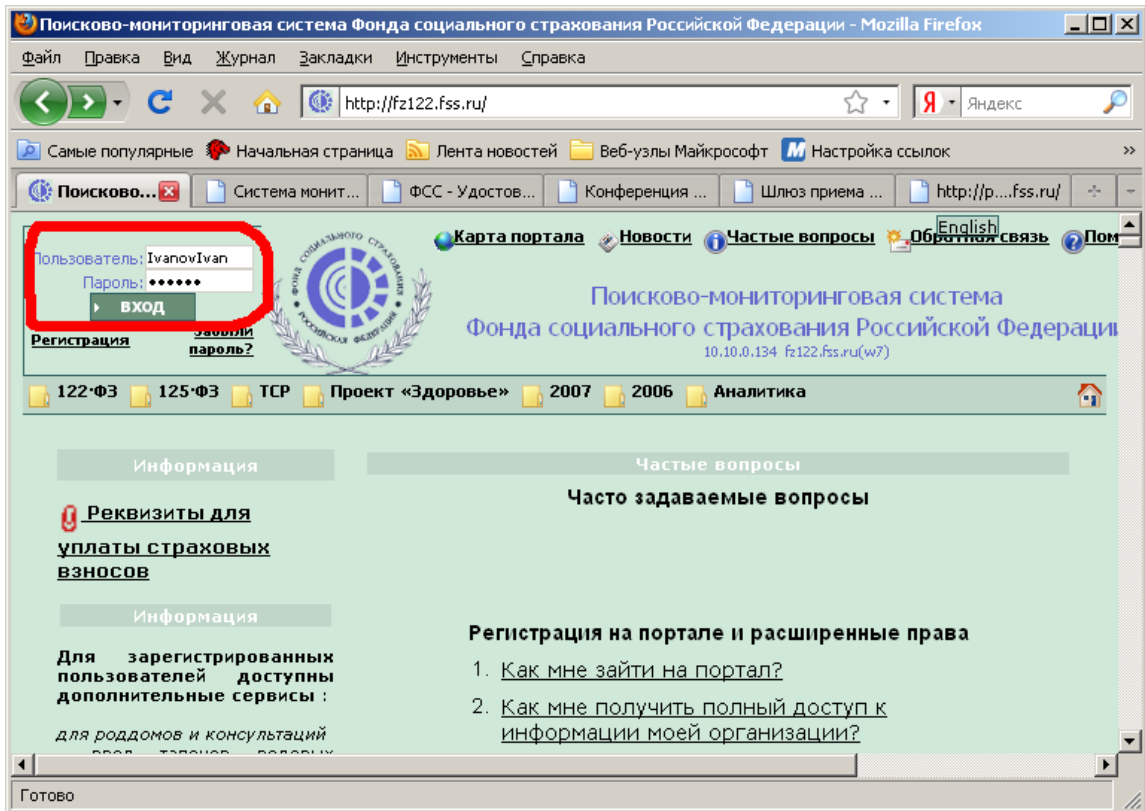 Поисково-мониторинговая система Фонда социального страхования Российской Федерации - Mozilla Firefox
Файл Правка Вид Журнал Закладки Инструменты Справка
http://fz122.fss.ru/ Яндекс
Самые популярные Начальная страница Лента новостей Веб-узлы Майкрософт Настройка ссылок »
Поисково... Система монит... ФСС - Удостов... Конференция ... Шлюз приема ... http://p....fss.ru/
English
Карта портала Новости Частые вопросы Обратная связь Пом
Пользователь: IvanovIvan
Пароль: ••••••
ВХОД
Регистрация Забыли пароль?
Поисково-мониторинговая система
Фонда социального страхования Российской Федераци
10.10.0.134 fz122.fss.ru(w7)
122-ФЗ 125-ФЗ ТСР Проект «Здоровье» 2007 2006 Аналитика
Информация
Реквизиты для
уплаты страховых
взносов
Информация
Для зарегистрированных
пользователей доступны
дополнительные сервисы :
для роддомов и консультаций
Частые вопросы
Часто задаваемые вопросы
Регистрация на портале и расширенные права
1. Как мне зайти на портал?
2. Как мне получить полный доступ к
информации моей организации?
Готово